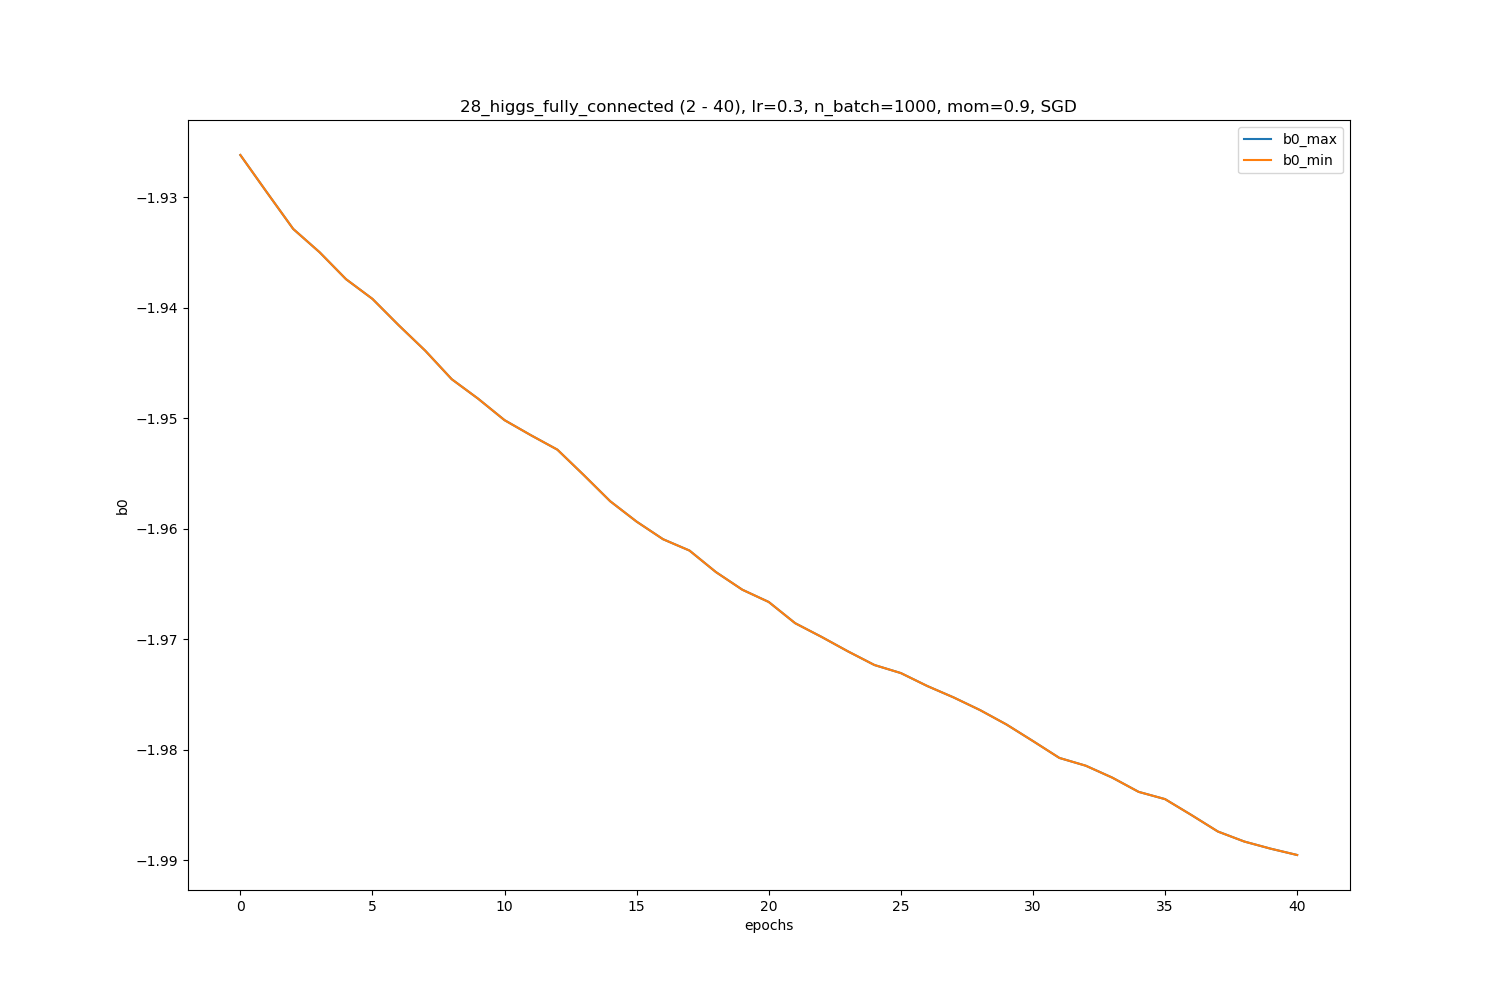 28_higgs_fully_connected (2 - 40), lr=0.3, n_batch=1000, mom=0.9, SGD
b0_max
b0_min
−1.93
−1.94
−1.95
−1.96
−1.97
−1.98
−1.99
b0
0 5 10 15 20 25 30 35 40
epochs